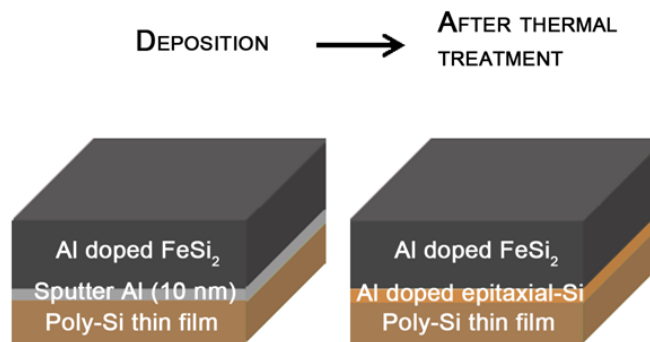 DEPOSITION
AFTER THERMAL
TREATMENT
Al doped FeSi₂
Sputter Al (10 nm)
Poly-Si thin film
Al doped FeSi₂
Al doped epitaxial-Si
Poly-Si thin film